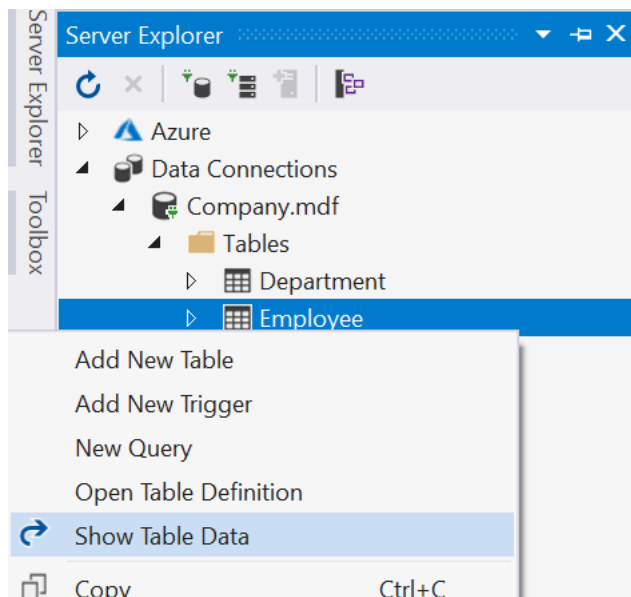 Server Explorer
Toolbox
Server Explorer
Azure
Data Connections
Company.mdf
Tables
Department
Employee
Add New Table
Add New Trigger
New Query
Open Table Definition
Show Table Data
Copy Ctrl+C